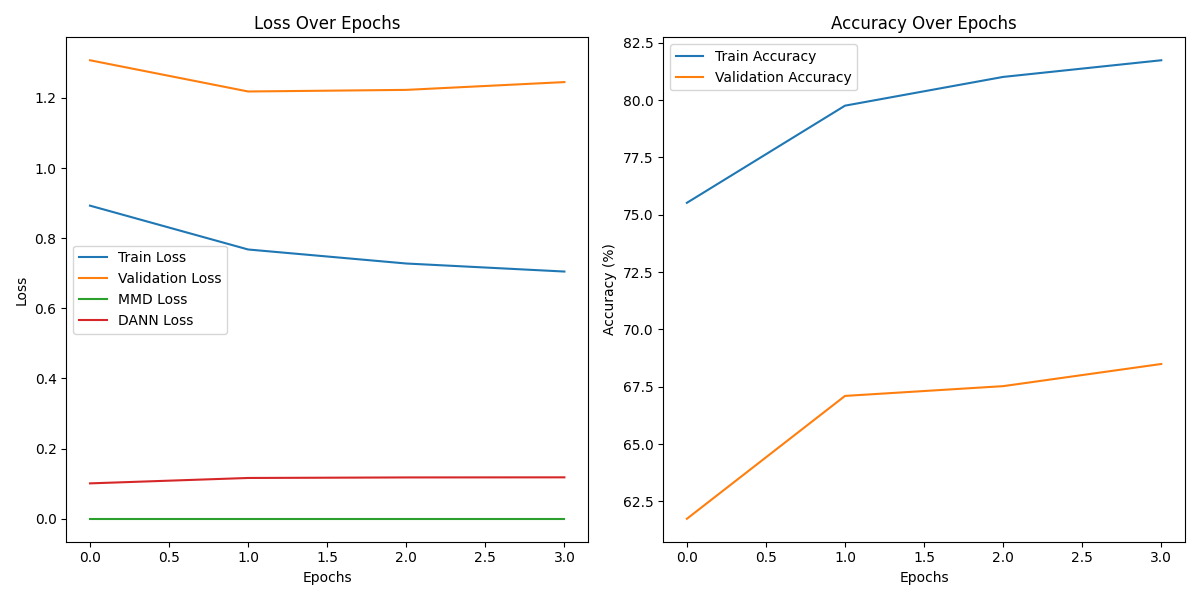 Loss Over Epochs
1.2
1.0
0.8
0.6
0.4
0.2
0.0
Loss
Train Loss
Validation Loss
MMD Loss
DANN Loss
0.0 0.5 1.0 1.5 2.0 2.5 3.0
Epochs
Accuracy Over Epochs
82.5
80.0
77.5
75.0
72.5
70.0
67.5
65.0
62.5
Accuracy (%)
Train Accuracy
Validation Accuracy
0.0 0.5 1.0 1.5 2.0 2.5 3.0
Epochs